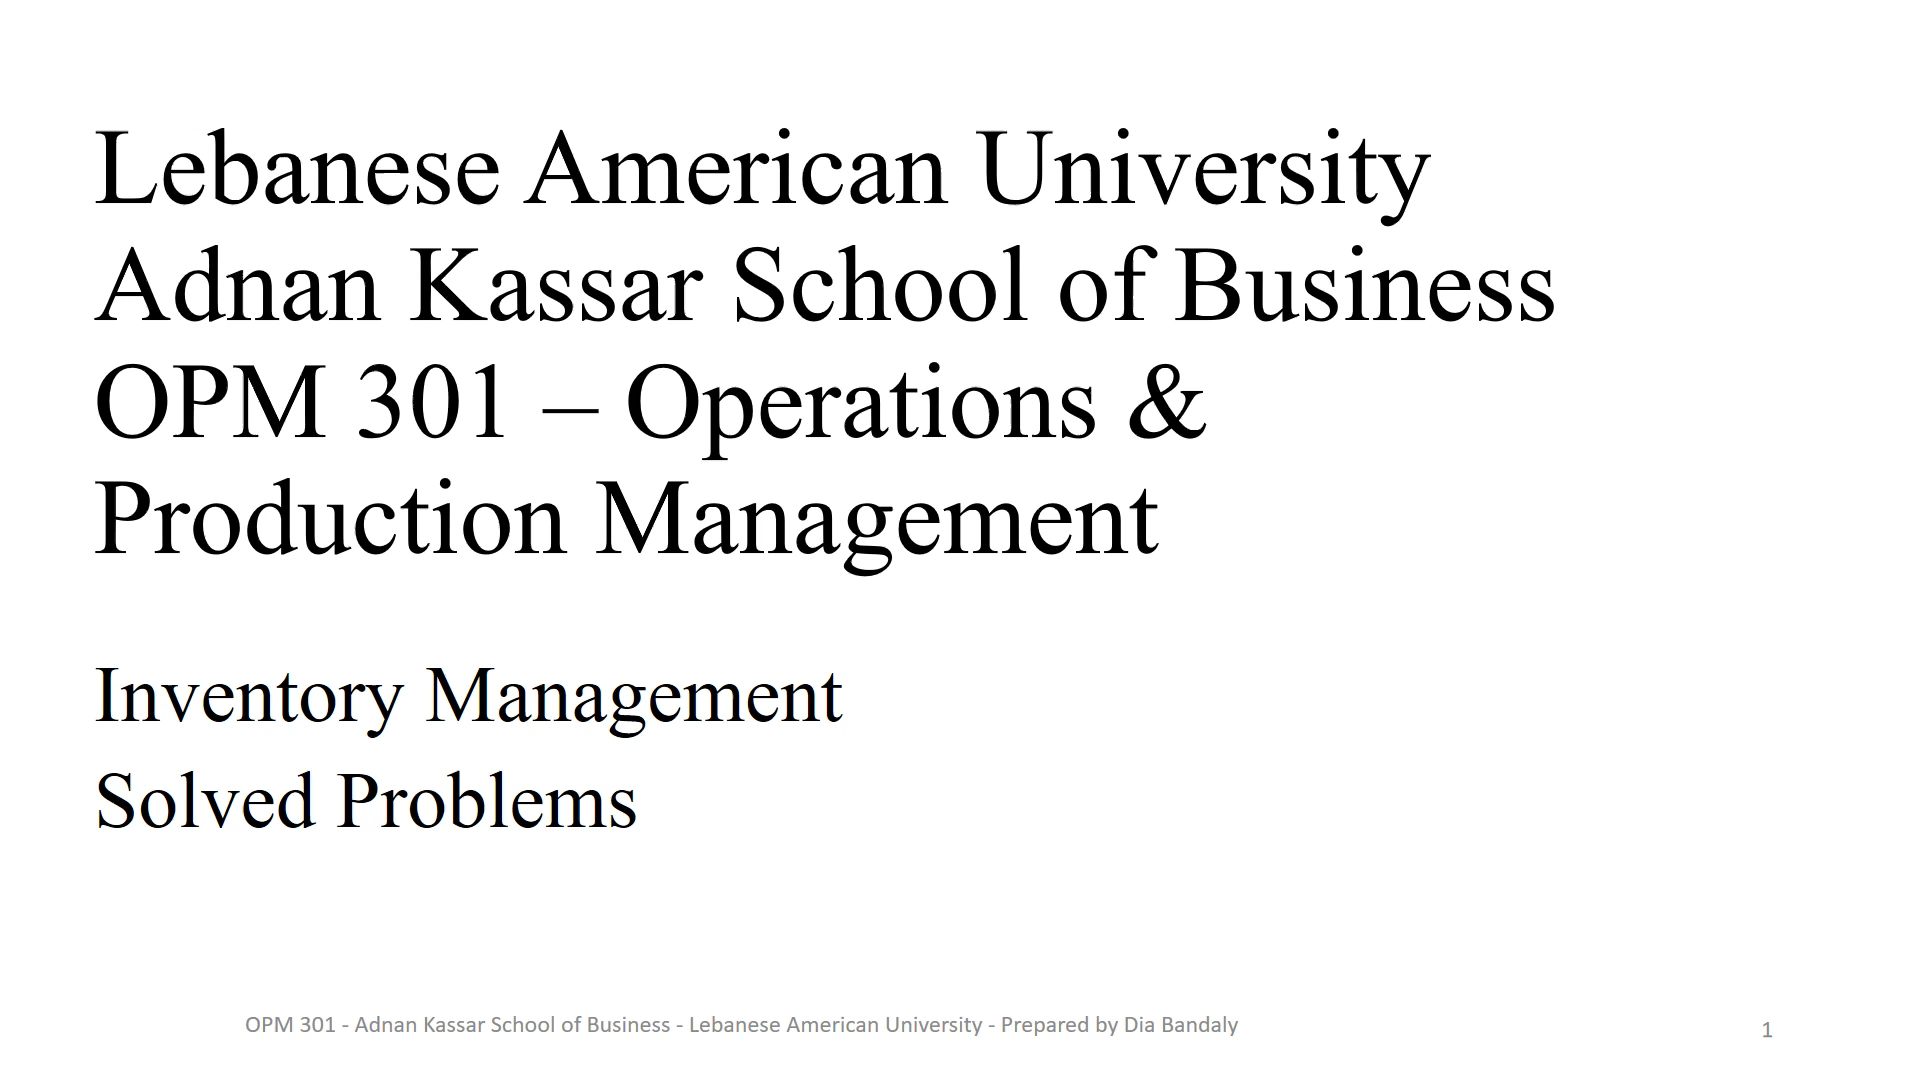 Lebanese American University
Adnan Kassar School of Business
OPM 301 – Operations &
Production Management
Inventory Management
Solved Problems
OPM 301 - Adnan Kassar School of Business - Lebanese American University - Prepared by Dia Bandaly
1